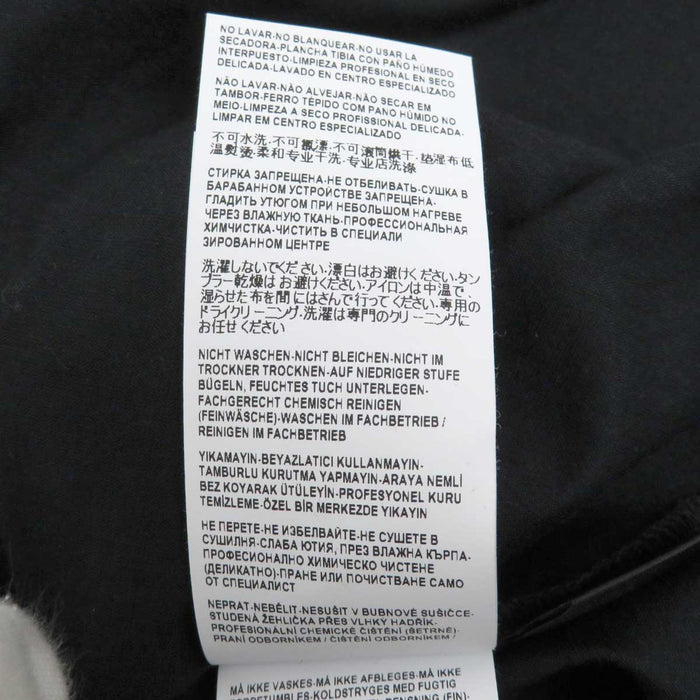 NO LAVAR-NO BLANQUEAR-NO USAR LA
SECADORA-PLANCHA TIBIA CON PAÑO HÚMEDO
INTERPUESTO-LIMPIEZA PROFESIONAL EN SECO
DELICADA-LAVADO EN CENTRO ESPECIALIZADO
NÃO LAVAR-NÃO ALVEJAR-NÃO SECAR EM
TAMBOR-FERRO TÉPIDO COM PANO HÚMIDO NO
MEIO-LIMPEZA A SECO PROFISSIONAL DELICADA-
LIMPAR EM CENTRO ESPECIALIZADO
不可水洗-不可搌漂-不可滚筒烘干-垫湿布低
温熨烫-柔和专业干洗-专业店洗涤
СТИРКА ЗАПРЕЩЕНА-НЕ ОТБЕЛИВАТЬ-СУШКА В
БАРАБАННОМ УСТРОЙСТВЕ ЗАПРЕЩЕНА-
ГЛАДИТЬ УТЮГОМ ПРИ НЕБОЛЬШОМ НАГРЕВЕ
ЧЕРЕЗ ВЛАЖНУЮ ТКАНЬ-ПРОФЕССИОНАЛЬНАЯ
ХИМЧИСТКА-ЧИСТИТЬ В СПЕЦИАЛИ
ЗИРОВАННОМ ЦЕНТРЕ
洗濯しないでください-漂白はお避けください-タン
ブラー乾燥はお避けください-アイロンは中温で、
湿らせた布を間にはさんで行ってください-専用の
ドライクリーニング-洗濯は専門のクリーニングに
お任せください
NICHT WASCHEN-NICHT BLEICHEN-NICHT IM
TROCKNER TROCKNEN-AUF NIEDRIGER STUFE
BÜGELN, FEUCHTES TUCH UNTERLEGEN-
FACHGERECHT CHEMISCH REINIGEN
(FEINWÄSCHE)-WASCHEN IM FACHBETRIEB /
REINIGEN IM FACHBETRIEB
YIKAMAYIN-BEYAZLATICI KULLANMAYIN-
TAMBURLU KURUTMA YAPMAYIN-ARAYA NEMLİ
BEZ KOYARAK ÜTÜLEYİN-PROFESYONEL KURU
TEMİZLEME-ÖZEL BİR MERKEZDE YIKAYIN
НЕ ПЕРЕТЕ-НЕ ИЗБЕЛВАЙТЕ-НЕ СУШЕТЕ В
СУШИЛНЯ-СЛАБА ЮТИЯ, ПРЕЗ ВЛАЖНА КЪРПА-
ПРОФЕСИОНАЛНО ХИМИЧЕСКО ЧИСТЕНЕ
(ДЕЛИКАТНО)-ПРАНЕ ИЛИ ПОЧИСТВАНЕ САМО
ОТ СПЕЦИАЛИСТ
NEPRAT-NEBĚLIT-NESUŠIT V BUBNOVÉ SUŠIČCE-
STUDENÁ ŽEHLIČKA PŘES VLHKÝ HADŘÍK-
PROFESIONÁLNÍ CHEMICKÉ ČIŠTĚNÍ (ŠETRNÉ)-
PRANÍ ODBORNÍKEM / ČIŠTĚNÍ ODBORNÍKEM
MÅ IKKE VASKES-MÅ IKKE AFBLEGES-MÅ IKKE
TØRRETUMBLES-KOLDSTRYGES MED FUGTIG